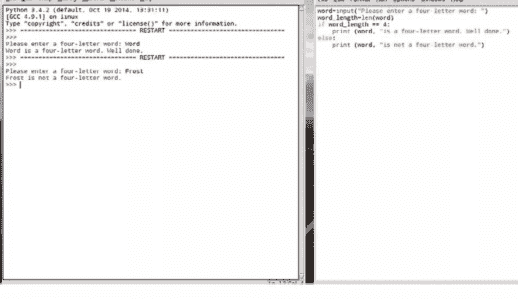 Python 3.4.2 (default, Oct 19 2014, 13:31:11)
[GCC 4.9.1] on linux
Type "copyright", "credits" or "license()" for more information.
>>> ================================ RESTART ================================
>>>
Please enter a four-letter word: Word
Word is a four-letter word. Well done.
>>> ================================ RESTART ================================
>>>
Please enter a four-letter word: Frost
Frost is not a four-letter word.
>>>
word=input("Please enter a four-letter word: ")
word_length=len(word)
if word_length == 4:
    print (word, "is a four-letter word. Well done.")
else:
    print (word, "is not a four-letter word.")